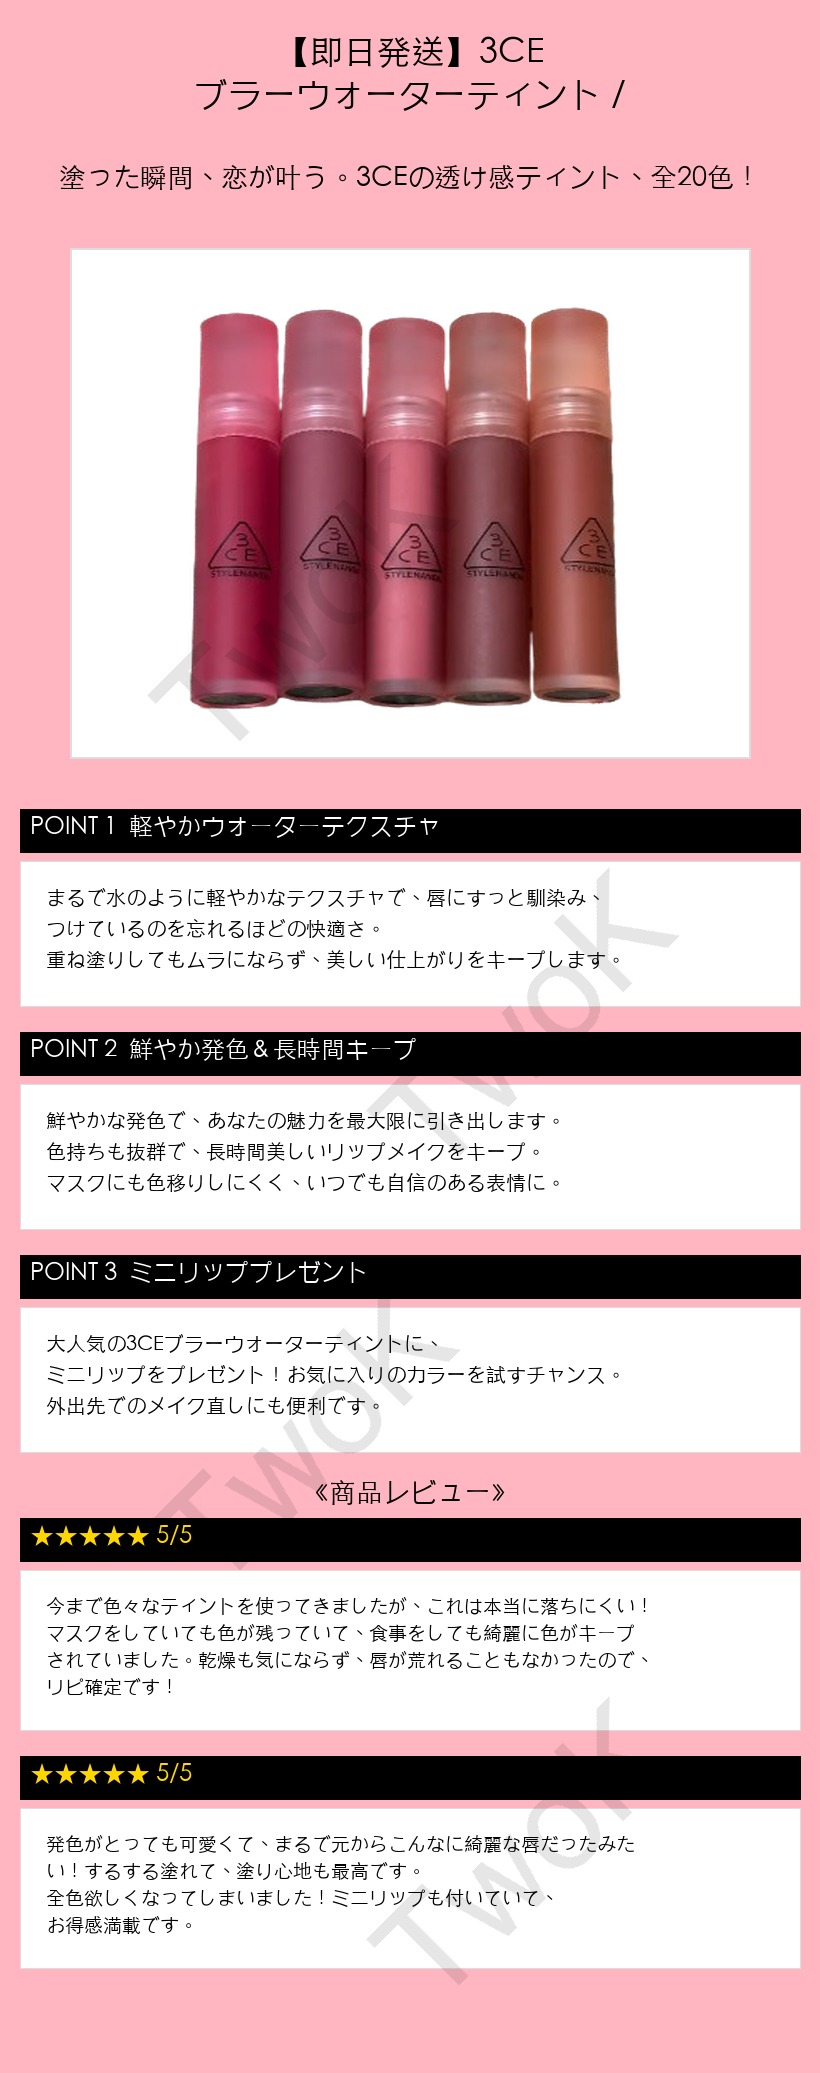 【即日発送】3CE
ブラーウォーターティント /
塗った瞬間、恋が叶う。3CEの透け感ティント、全20色！
3
CE
STYLENANDA
3
CE
STYLENANDA
3
CE
STYLENANDA
3
CE
STYLENANDA
3
CE
STYLENANDA
TwoK
POINT 1 軽やかウォーターテクスチャ
まるで水のように軽やかなテクスチャで、唇にすっと馴染み、
つけているのを忘れるほどの快適さ。
重ね塗りしてもムラにならず、美しい仕上がりをキープします。
TwoK
POINT 2 鮮やか発色＆長時間キープ
鮮やかな発色で、あなたの魅力を最大限に引き出します。
色持ちも抜群で、長時間美しいリップメイクをキープ。
マスクにも色移りしにくく、いつでも自信のある表情に。
POINT 3 ミニリッププレゼント
大人気の3CEブラーウォーターティントに、
ミニリップをプレゼント！お気に入りのカラーを試すチャンス。
外出先でのメイク直しにも便利です。
TwoK
《商品レビュー》
★★★★★ 5/5
今まで色々なティントを使ってきましたが、これは本当に落ちにくい！
マスクをしていても色が残っていて、食事をしても綺麗に色がキープ
されていました。乾燥も気にならず、唇が荒れることもなかったので、
リピ確定です！
★★★★★ 5/5
発色がとっても可愛くて、まるで元からこんなに綺麗な唇だったみた
い！するする塗れて、塗り心地も最高です。
全色欲しくなってしまいました！ミニリップも付いていて、
お得感満載です。
TwoK